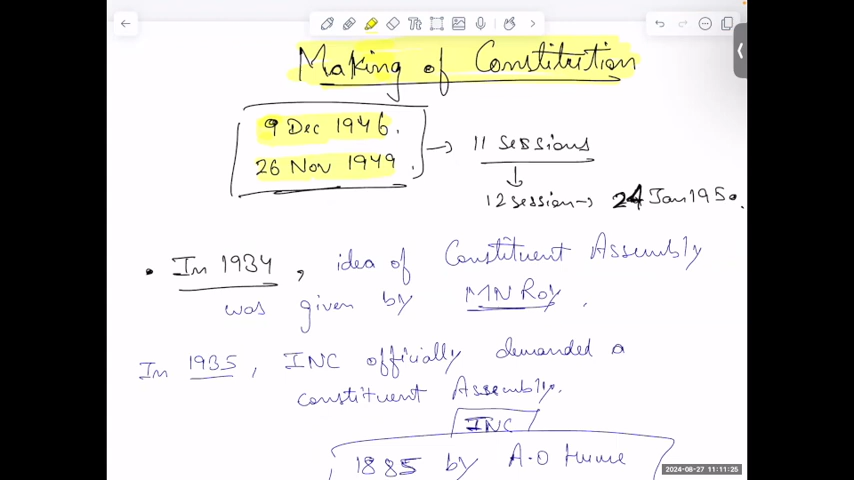 Making of Constitution
9 Dec 1946.
26 Nov 1949.
11 sessions
12 session → 24 Jan 1950.
• In 1934, idea of Constituent Assembly
was given by MN Roy.
In 1935, INC officially demanded a
constituent Assembly.
INC
1885 by A.O Hume
2024-08-27 11:11:25